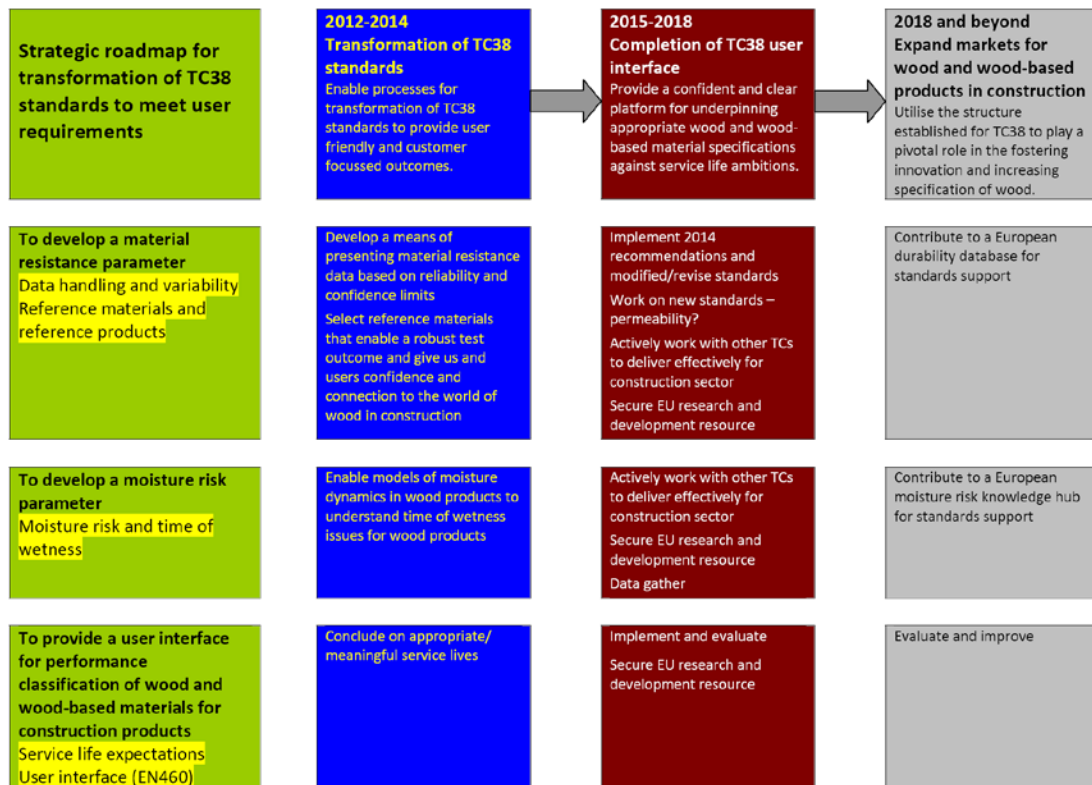 Strategic roadmap for
transformation of TC38
standards to meet user
requirements
2012-2014
Transformation of TC38
standards
Enable processes for
transformation of TC38
standards to provide user
friendly and customer
focussed outcomes.
2015-2018
Completion of TC38 user
interface
Provide a confident and clear
platform for underpinning
appropriate wood and wood-
based material specifications
against service life ambitions.
2018 and beyond
Expand markets for
wood and wood-based
products in construction
Utilise the structure
established for TC38 to play a
pivotal role in the fostering
innovation and increasing
specification of wood.
To develop a material
resistance parameter
Data handling and variability
Reference materials and
reference products
Develop a means of
presenting material resistance
data based on reliability and
confidence limits
Select reference materials
that enable a robust test
outcome and give us and
users confidence and
connection to the world of
wood in construction
Implement 2014
recommendations and
modified/revise standards
Work on new standards –
permeability?
Actively work with other TCs
to deliver effectively for
construction sector
Secure EU research and
development resource
Contribute to a European
durability database for
standards support
To develop a moisture risk
parameter
Moisture risk and time of
wetness
Enable models of moisture
dynamics in wood products to
understand time of wetness
issues for wood products
Actively work with other TCs
to deliver effectively for
construction sector
Secure EU research and
development resource
Data gather
Contribute to a European
moisture risk knowledge hub
for standards support
To provide a user interface
for performance
classification of wood and
wood-based materials for
construction products
Service life expectations
User interface (EN460)
Conclude on appropriate/
meaningful service lives
Implement and evaluate
Secure EU research and
development resource
Evaluate and improve